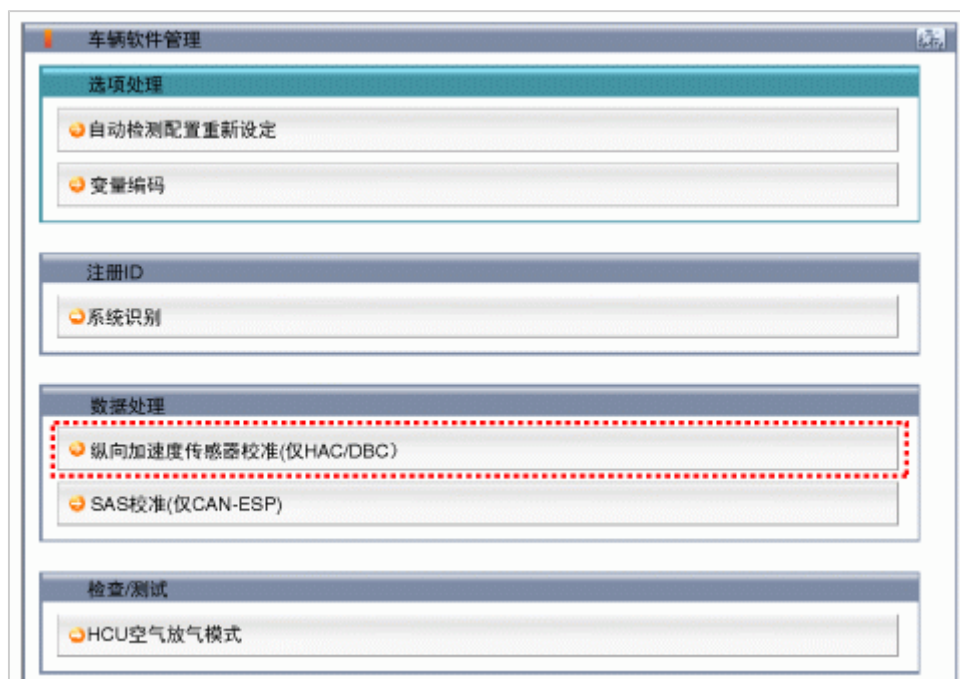 车辆软件管理
选项处理
自动检测配置重新设定
变量编码
注册ID
系统识别
数据处理
纵向加速度传感器校准(仅HAC/DBC）
SAS校准(仅CAN-ESP)
检查/测试
HCU空气放气模式